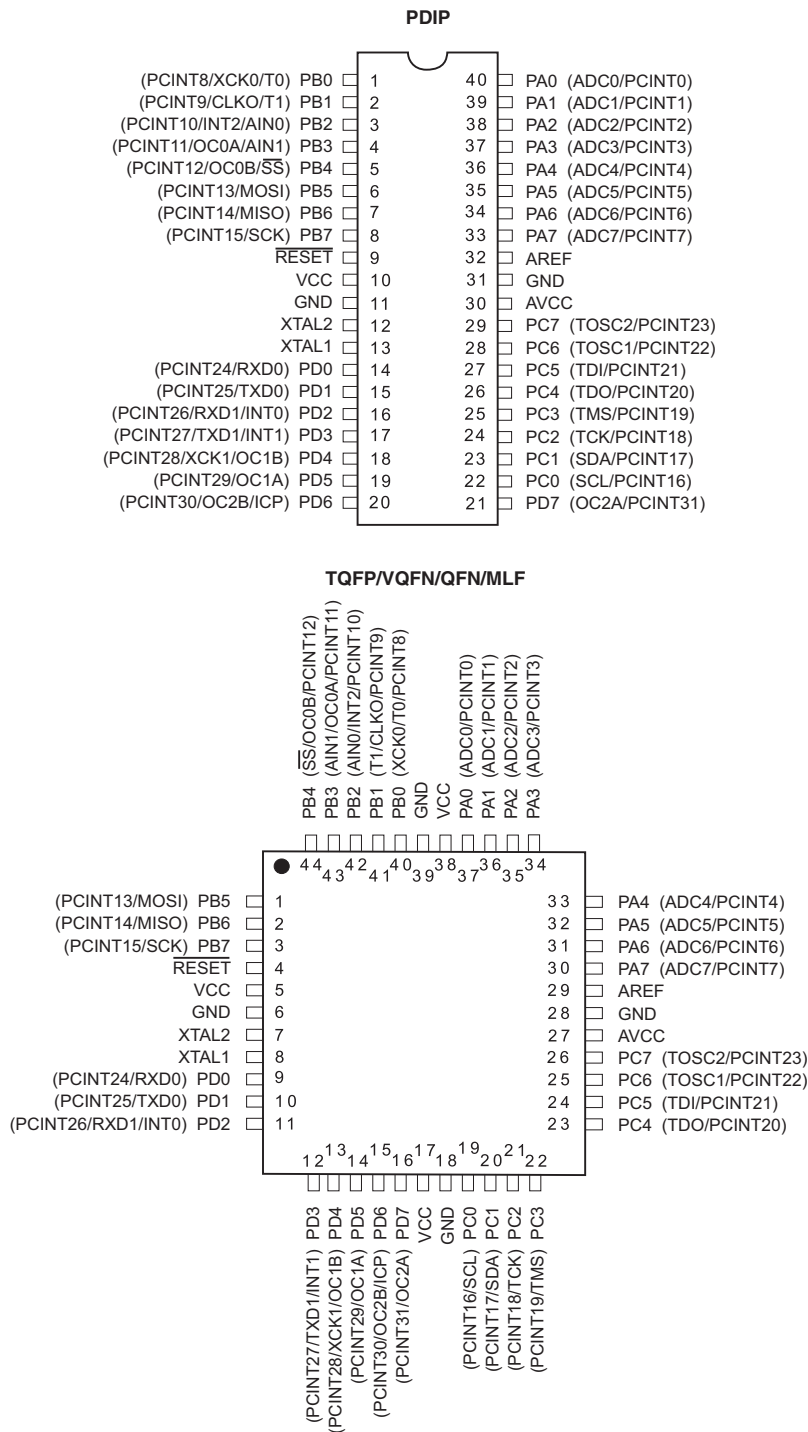 PDIP
(PCINT8/XCK0/T0) PB0 1 40 PA0 (ADC0/PCINT0)
(PCINT9/CLKO/T1) PB1 2 39 PA1 (ADC1/PCINT1)
(PCINT10/INT2/AIN0) PB2 3 38 PA2 (ADC2/PCINT2)
(PCINT11/OC0A/AIN1) PB3 4 37 PA3 (ADC3/PCINT3)
(PCINT12/OC0B/SS) PB4 5 36 PA4 (ADC4/PCINT4)
(PCINT13/MOSI) PB5 6 35 PA5 (ADC5/PCINT5)
(PCINT14/MISO) PB6 7 34 PA6 (ADC6/PCINT6)
(PCINT15/SCK) PB7 8 33 PA7 (ADC7/PCINT7)
RESET 9 32 AREF
VCC 10 31 GND
GND 11 30 AVCC
XTAL2 12 29 PC7 (TOSC2/PCINT23)
XTAL1 13 28 PC6 (TOSC1/PCINT22)
(PCINT24/RXD0) PD0 14 27 PC5 (TDI/PCINT21)
(PCINT25/TXD0) PD1 15 26 PC4 (TDO/PCINT20)
(PCINT26/RXD1/INT0) PD2 16 25 PC3 (TMS/PCINT19)
(PCINT27/TXD1/INT1) PD3 17 24 PC2 (TCK/PCINT18)
(PCINT28/XCK1/OC1B) PD4 18 23 PC1 (SDA/PCINT17)
(PCINT29/OC1A) PD5 19 22 PC0 (SCL/PCINT16)
(PCINT30/OC2B/ICP) PD6 20 21 PD7 (OC2A/PCINT31)
TQFP/VQFN/QFN/MLF
PB4 (SS/OC0B/PCINT12)
PB3 (AIN1/OC0A/PCINT11)
PB2 (AIN0/INT2/PCINT10)
PB1 (T1/CLKO/PCINT9)
PB0 (XCK0/T0/PCINT8)
GND
VCC
PA0 (ADC0/PCINT0)
PA1 (ADC1/PCINT1)
PA2 (ADC2/PCINT2)
PA3 (ADC3/PCINT3)
44 43 42 41 40 39 38 37 36 35 34
(PCINT13/MOSI) PB5 1 33 PA4 (ADC4/PCINT4)
(PCINT14/MISO) PB6 2 32 PA5 (ADC5/PCINT5)
(PCINT15/SCK) PB7 3 31 PA6 (ADC6/PCINT6)
RESET 4 30 PA7 (ADC7/PCINT7)
VCC 5 29 AREF
GND 6 28 GND
XTAL2 7 27 AVCC
XTAL1 8 26 PC7 (TOSC2/PCINT23)
(PCINT24/RXD0) PD0 9 25 PC6 (TOSC1/PCINT22)
(PCINT25/TXD0) PD1 10 24 PC5 (TDI/PCINT21)
(PCINT26/RXD1/INT0) PD2 11 23 PC4 (TDO/PCINT20)
12 13 14 15 16 17 18 19 20 21 22
(PCINT27/TXD1/INT1) PD3
(PCINT28/XCK1/OC1B) PD4
(PCINT29/OC1A) PD5
(PCINT30/OC2B/ICP) PD6
(PCINT31/OC2A) PD7
VCC
GND
(PCINT16/SCL) PC0
(PCINT17/SDA) PC1
(PCINT18/TCK) PC2
(PCINT19/TMS) PC3